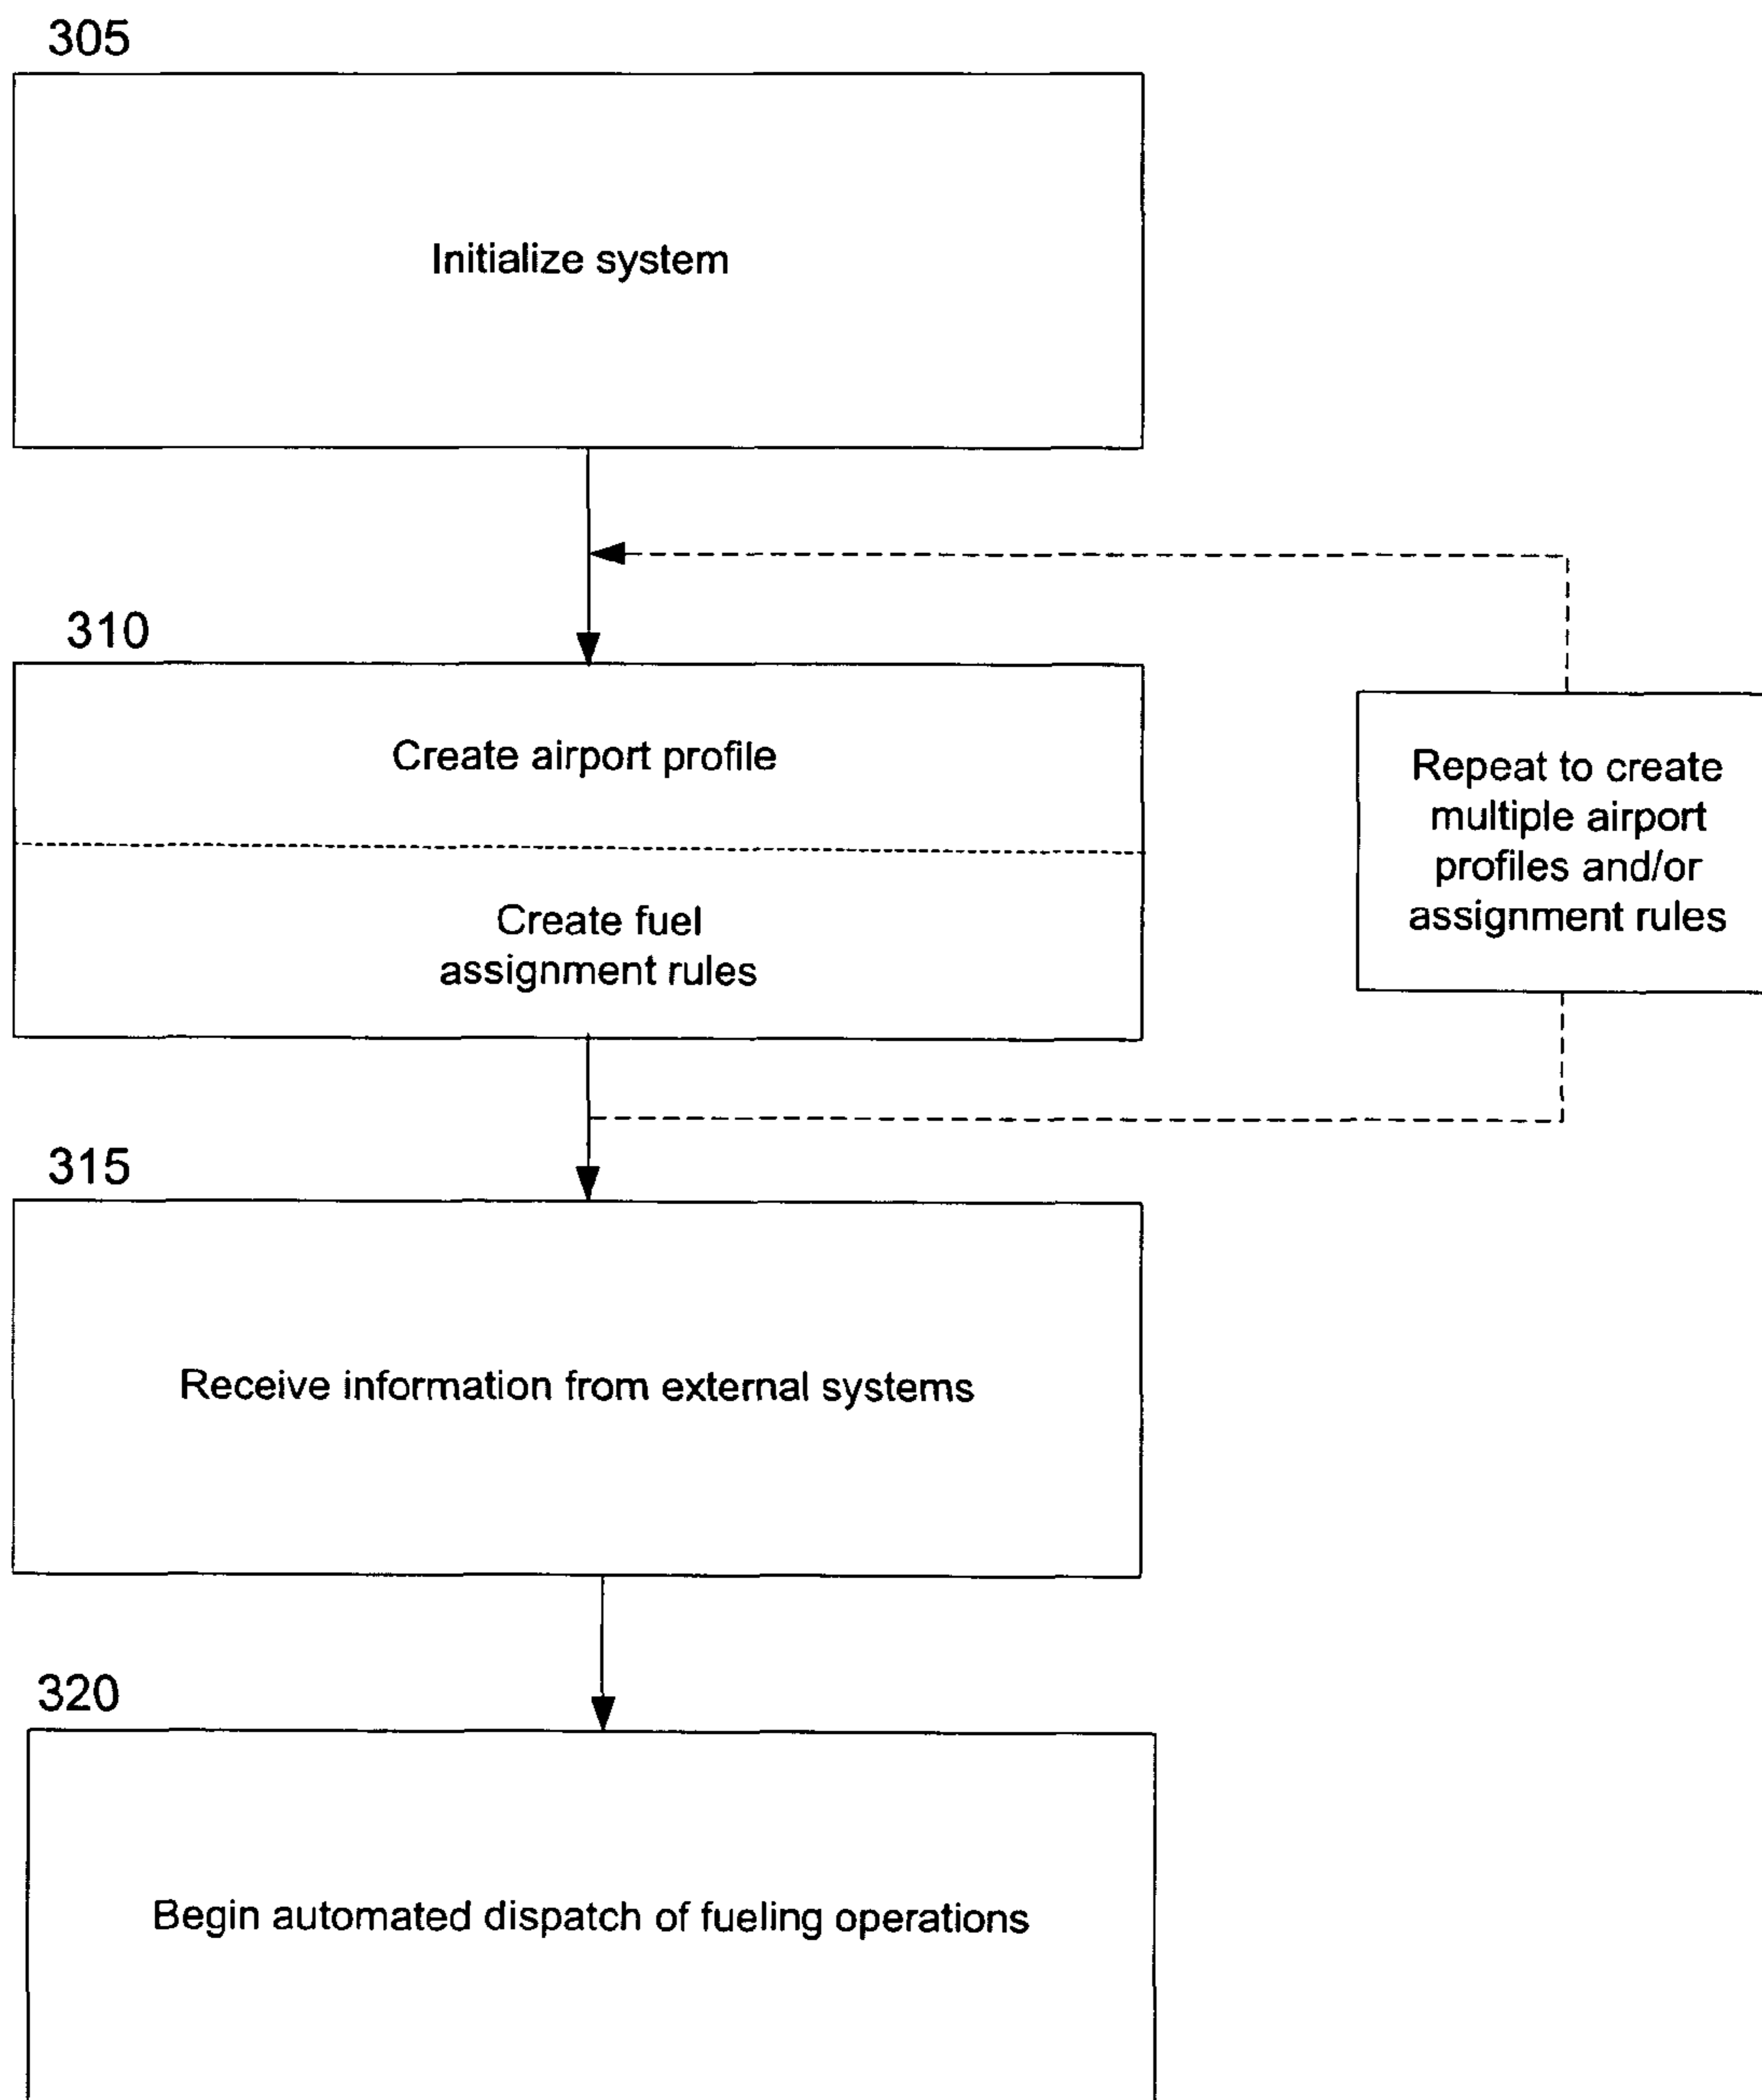 305
Initialize system
310
Create airport profile
Create fuel
assignment rules
Repeat to create
multiple airport
profiles and/or
assignment rules
315
Receive information from external systems
320
Begin automated dispatch of fueling operations